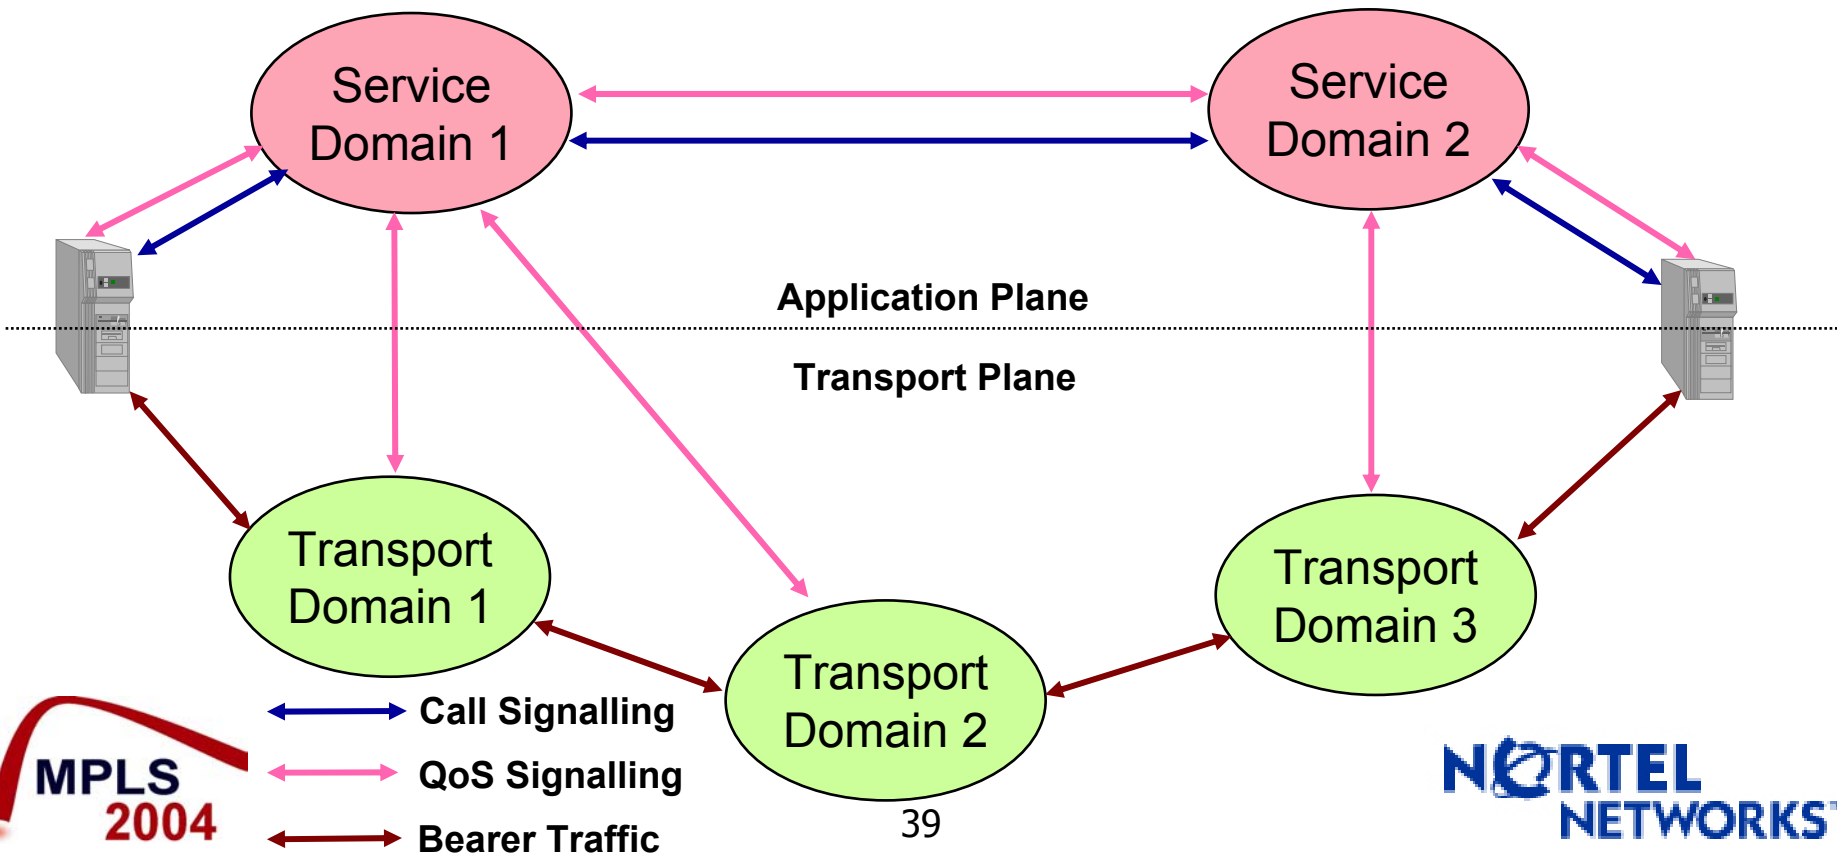 Service
Domain 1
Service
Domain 2
Application Plane
Transport Plane
Transport
Domain 1
Transport
Domain 2
Transport
Domain 3
Call Signalling
QoS Signalling
Bearer Traffic
MPLS
2004
39
NORTEL
NETWORKS™